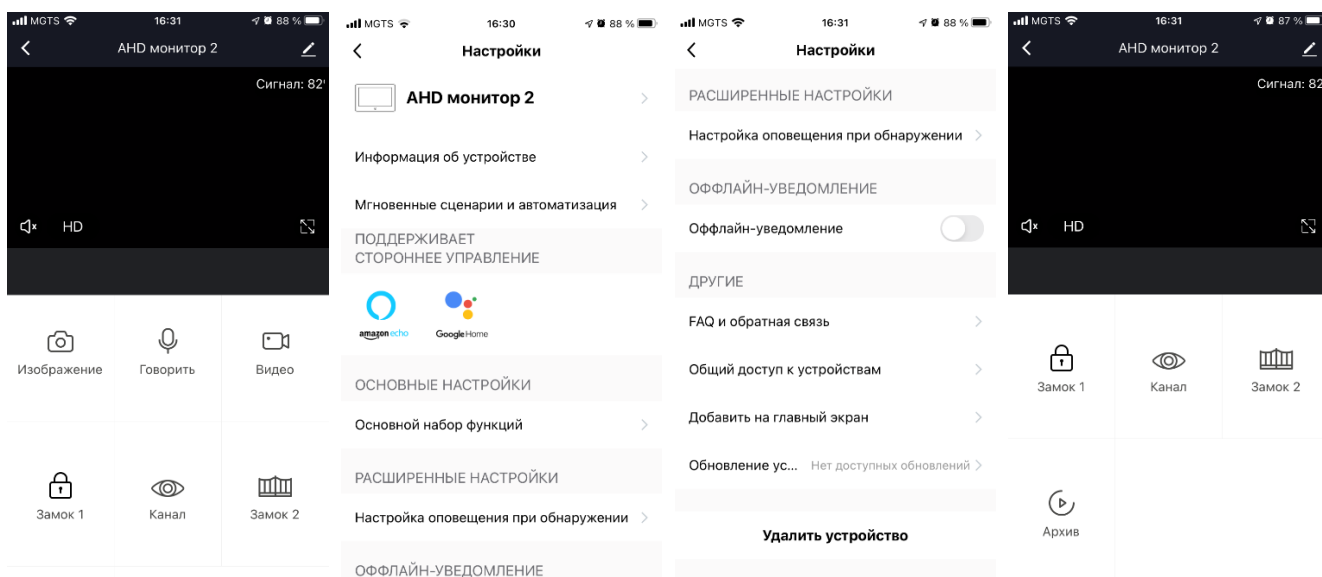 MGTS 16:31 88 %
AHD монитор 2
Сигнал: 82'
HD
Изображение Говорить Видео
Замок 1 Канал Замок 2
MGTS 16:30 88 %
Настройки
AHD монитор 2
Информация об устройстве
Мгновенные сценарии и автоматизация
ПОДДЕРЖИВАЕТ
СТОРОННЕЕ УПРАВЛЕНИЕ
amazon echo Google Home
ОСНОВНЫЕ НАСТРОЙКИ
Основной набор функций
РАСШИРЕННЫЕ НАСТРОЙКИ
Настройка оповещения при обнаружении
ОФФЛАЙН-УВЕДОМЛЕНИЕ
MGTS 16:31 88 %
Настройки
РАСШИРЕННЫЕ НАСТРОЙКИ
Настройка оповещения при обнаружении
ОФФЛАЙН-УВЕДОМЛЕНИЕ
Оффлайн-уведомление
ДРУГИЕ
FAQ и обратная связь
Общий доступ к устройствам
Добавить на главный экран
Обновление ус... Нет доступных обновлений
Удалить устройство
MGTS 16:31 87 %
AHD монитор 2
Сигнал: 82
HD
Замок 1 Канал Замок 2
Архив